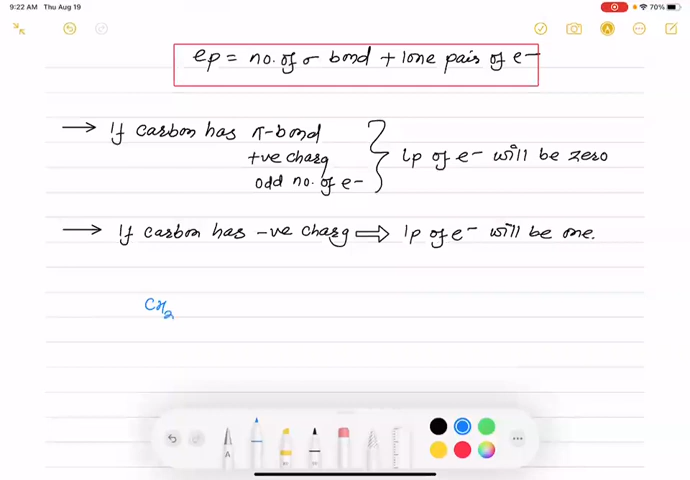 9:22 AM Thu Aug 19
70%
ep = no. of σ bond + lone pair of e-
→ If carbon has π-bond
+ve charg
odd no. of e-
lp of e- will be zero
→ If carbon has -ve charg ⇒ lp of e- will be one.
CH2
A